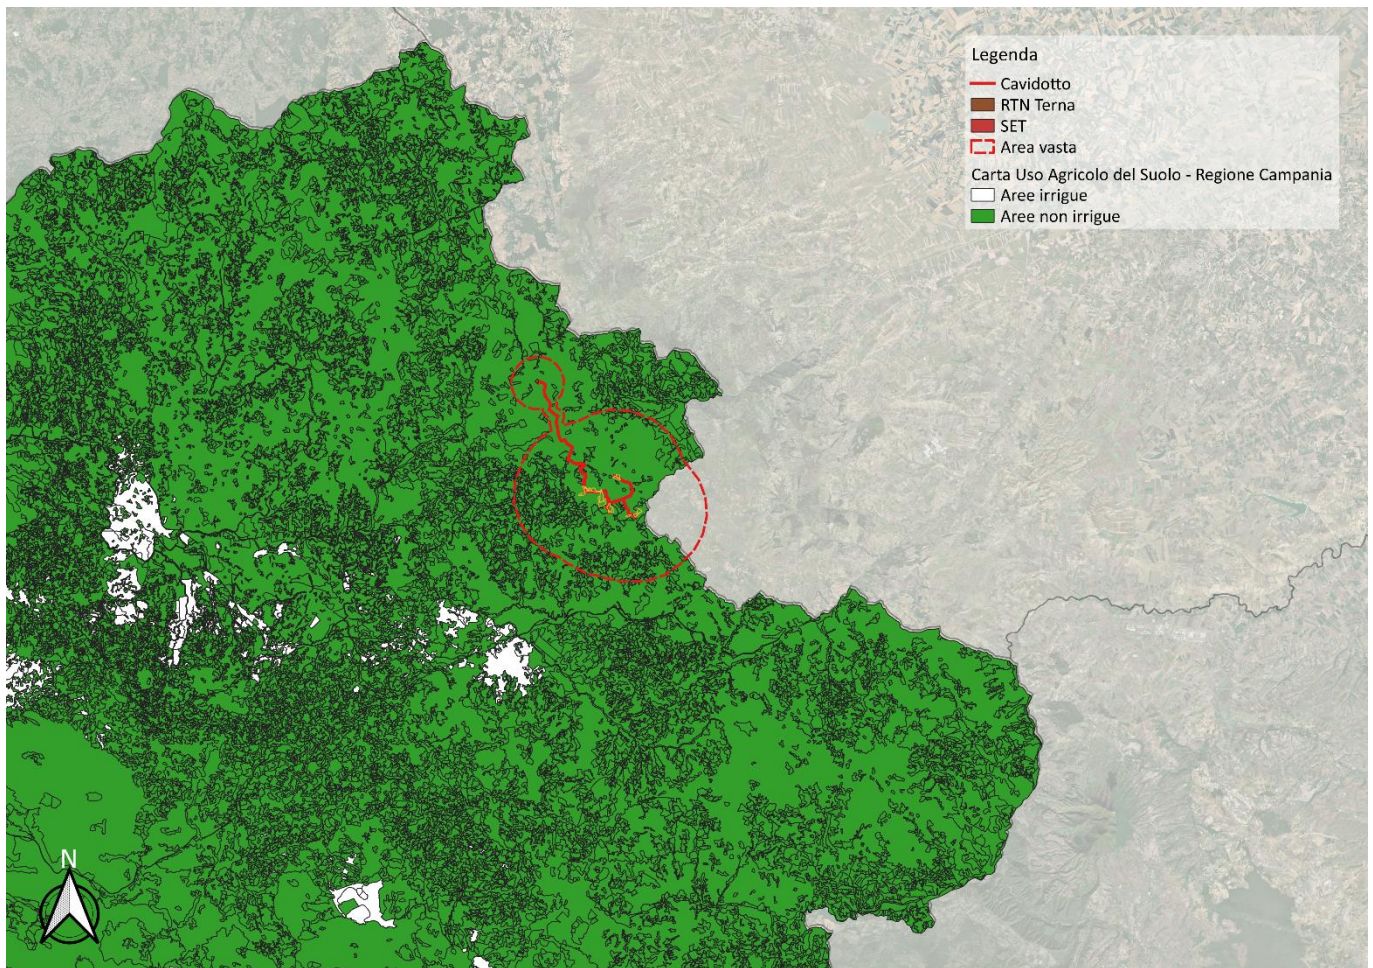 Legenda
Cavidotto
RTN Terna
SET
Area vasta
Carta Uso Agricolo del Suolo - Regione Campania
Aree irrigue
Aree non irrigue
N